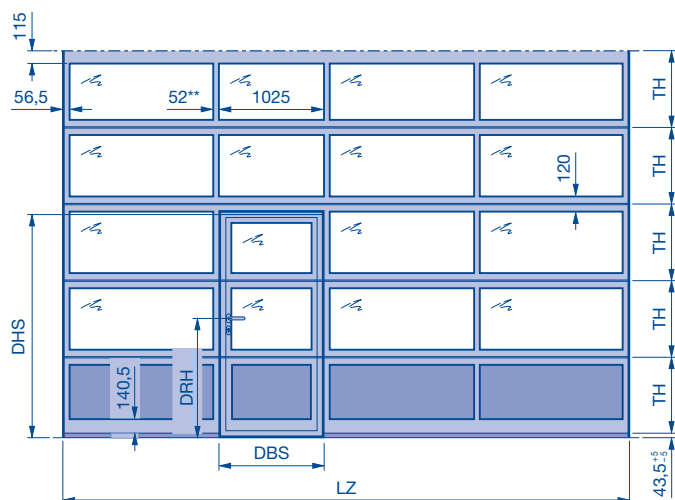 115
56,5
52**
1025
TH
120
TH
TH
DHS
DRH
TH
140,5
TH
DBS
43,5+5-5
LZ